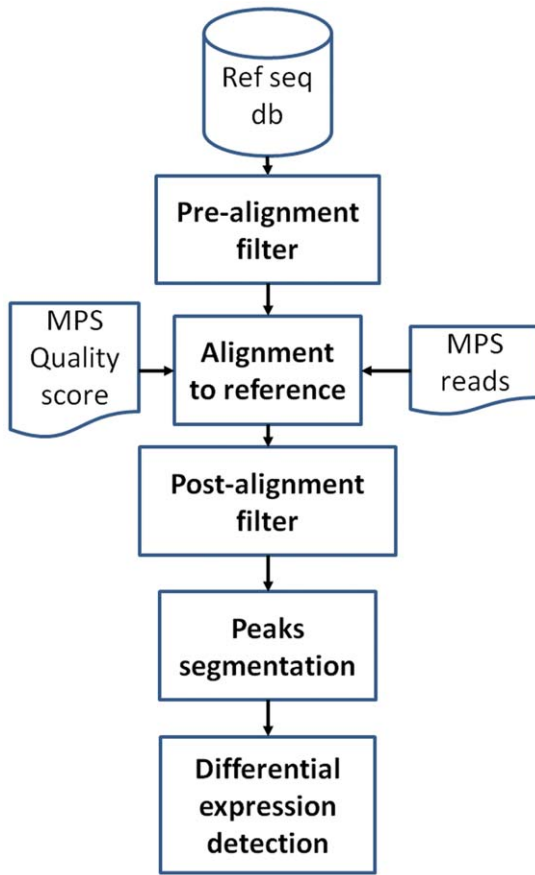 Ref seq
db
Pre-alignment
filter
MPS
Quality
score
Alignment
to reference
MPS
reads
Post-alignment
filter
Peaks
segmentation
Differential
expression
detection